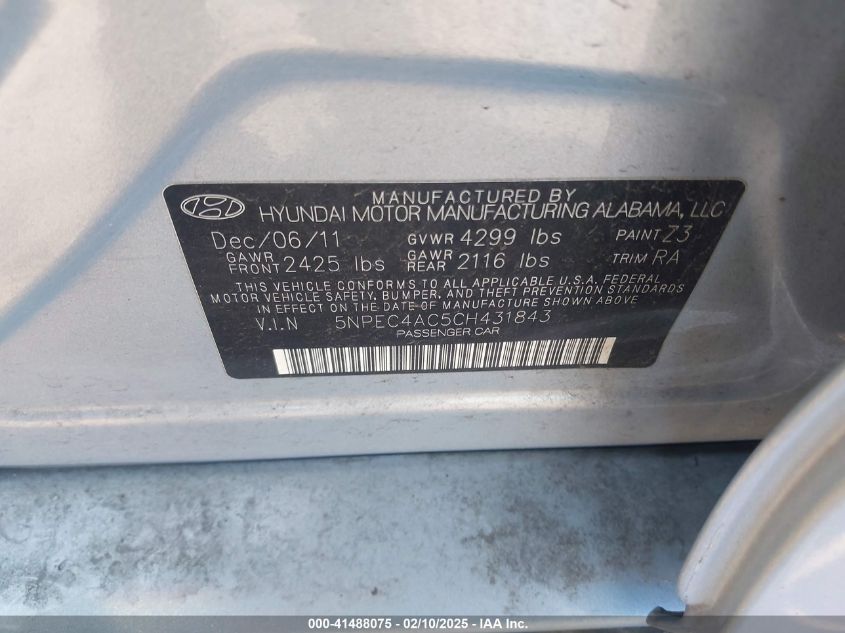 MANUFACTURED BY
HYUNDAI MOTOR MANUFACTURING ALABAMA, LLC
Dec/06/11 GVWR 4299 lbs PAINT Z3
GAWR FRONT 2425 lbs GAWR REAR 2116 lbs TRIM RA
THIS VEHICLE CONFORMS TO ALL APPLICABLE U.S.A. FEDERAL
MOTOR VEHICLE SAFETY, BUMPER, AND THEFT PREVENTION STANDARDS
IN EFFECT ON THE DATE OF MANUFACTURE SHOWN ABOVE
V.I.N 5NPEC4AC5CH431843
PASSENGER CAR
000-41488075 - 02/10/2025 - IAA Inc.